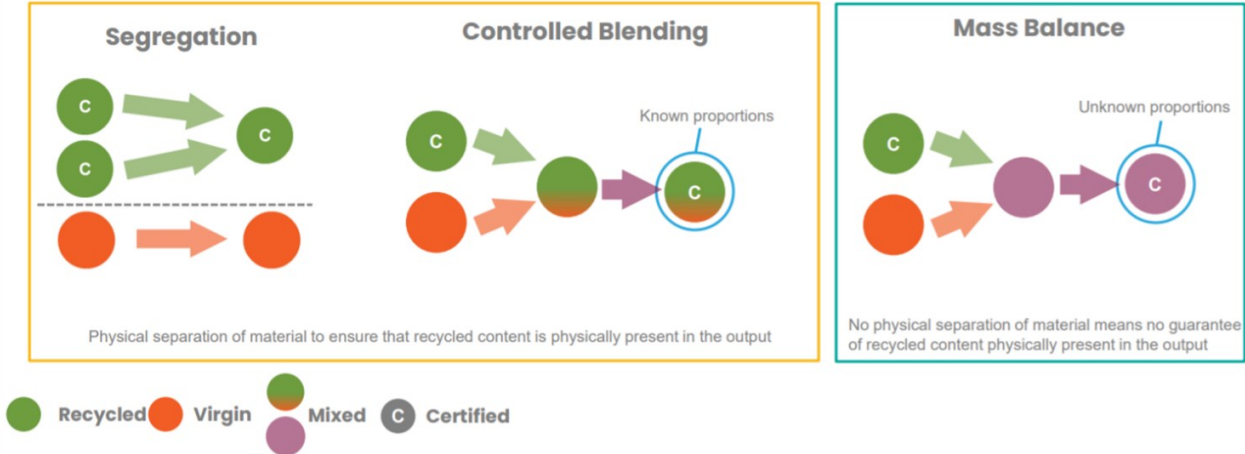 Segregation
C
C
C
Controlled Blending
Known proportions
C
C
Physical separation of material to ensure that recycled content is physically present in the output
Mass Balance
Unknown proportions
C
C
No physical separation of material means no guarantee
of recycled content physically present in the output
Recycled
Virgin
Mixed
C
Certified